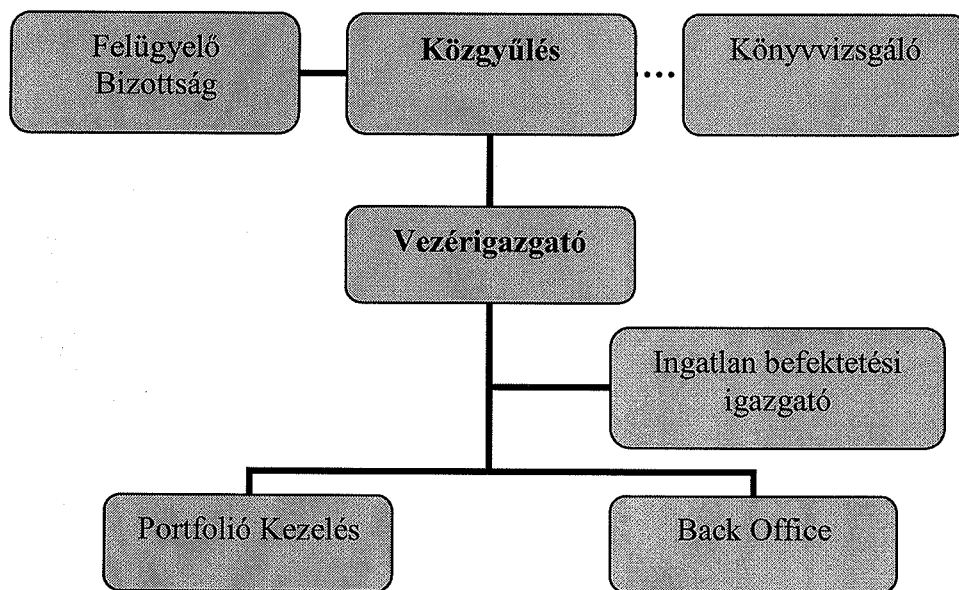 Felügyelő
Bizottság
Közgyűlés
Könyvvizsgáló
Vezérigazgató
Ingatlan befektetési
igazgató
Portfolió Kezelés
Back Office